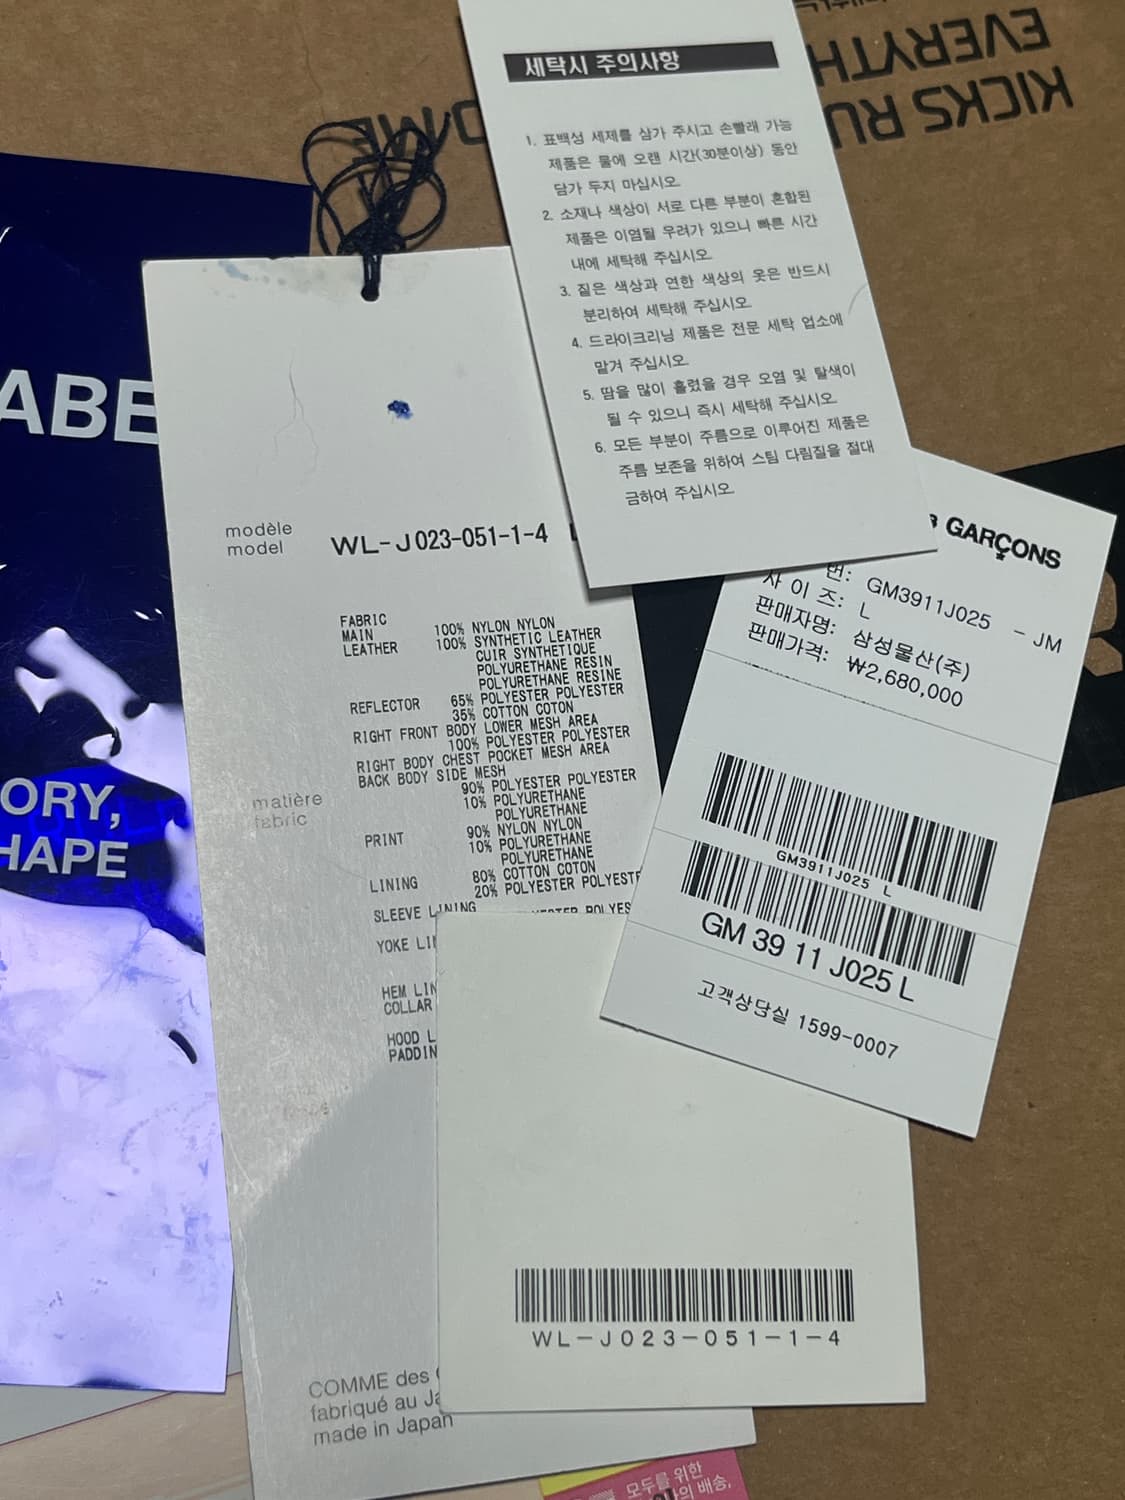 KICKS RU
EVERYTH
OME
ABE
ORY,
HAPE
세탁시 주의사항
1. 표백성 세제를 삼가 주시고 손빨래 가능
제품은 물에 오랜 시간(30분이상) 동안
담가 두지 마십시오.
2. 소재나 색상이 서로 다른 부분이 혼합된
제품은 이염될 우려가 있으니 빠른 시간
내에 세탁해 주십시오.
3. 짙은 색상과 연한 색상의 옷은 반드시
분리하여 세탁해 주십시오.
4. 드라이크리닝 제품은 전문 세탁 업소에
맡겨 주십시오.
5. 땀을 많이 흘렸을 경우 오염 및 탈색이
될 수 있으니 즉시 세탁해 주십시오.
6. 모든 부분이 주름으로 이루어진 제품은
주름 보존을 위하여 스팀 다림질을 절대
금하여 주십시오.
modèle
model
WL-J023-051-1-4
FABRIC
MAIN 100% NYLON NYLON
LEATHER 100% SYNTHETIC LEATHER
CUIR SYNTHETIQUE
POLYURETHANE RESIN
POLYURETHANE RESINE
REFLECTOR 65% POLYESTER POLYESTER
35% COTTON COTON
RIGHT FRONT BODY LOWER MESH AREA
100% POLYESTER POLYESTER
RIGHT BODY CHEST POCKET MESH AREA
BACK BODY SIDE MESH
90% POLYESTER POLYESTER
10% POLYURETHANE
POLYURETHANE
matière
fabric
PRINT 90% NYLON NYLON
10% POLYURETHANE
POLYURETHANE
LINING 80% COTTON COTON
20% POLYESTER POLYESTE
SLEEVE LINING
YOKE LI
HEM LIN
COLLAR
HOOD L
PADDIN
COMME des
fabriqué au Ja
made in Japan
GARÇONS
번: GM3911J025 - JM
사 이 즈: L
판매자명: 삼성물산(주)
판매가격: ₩2,680,000
GM3911J025 L
GM 39 11 J025 L
고객상담실 1599-0007
WL-J023-051-1-4
모두를 위한
의 배송,